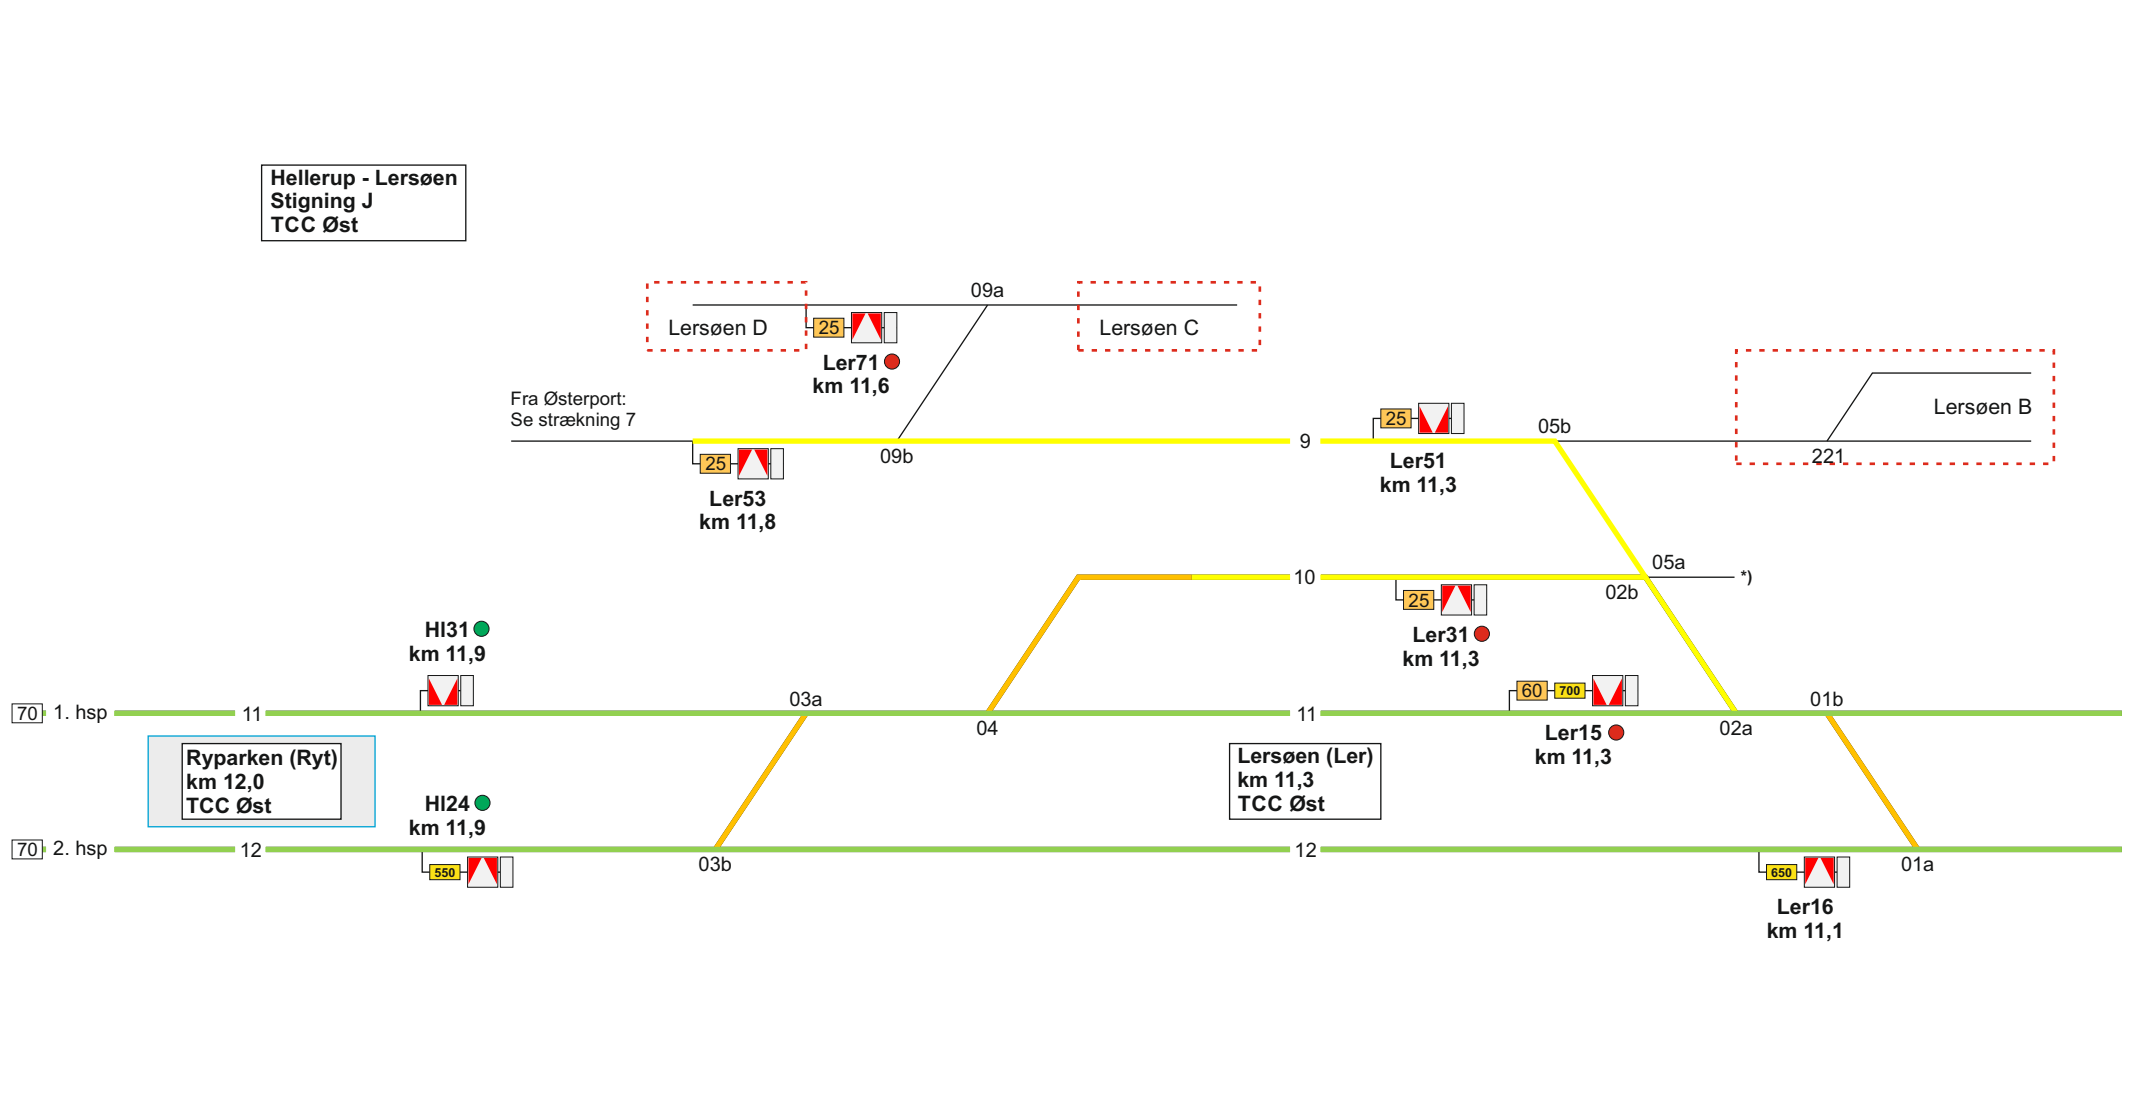 Hellerup - Lersøen
Stigning J
TCC Øst
09a
Lersøen D
25
Lersøen C
Ler71
km 11,6
Fra Østerport:
Se strækning 7
25
05b
Lersøen B
9
09b
221
25
Ler51
km 11,3
Ler53
km 11,8
05a
10
*)
02b
25
Hl31
km 11,9
Ler31
km 11,3
60
700
03a
01b
70
1. hsp
11
11
04
02a
Ler15
km 11,3
Ryparken (Ryt)
km 12,0
TCC Øst
Lersøen (Ler)
km 11,3
TCC Øst
Hl24
km 11,9
70
2. hsp
12
12
03b
01a
550
650
Ler16
km 11,1